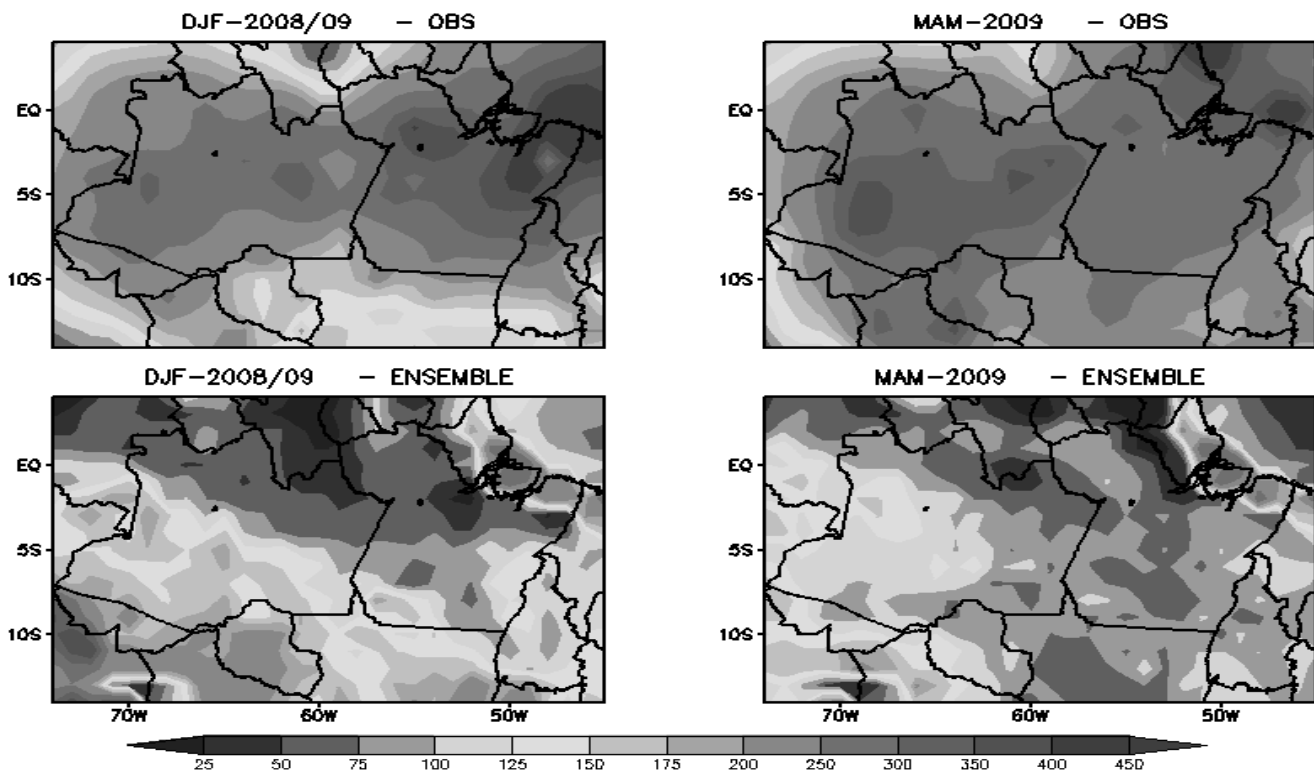 DJF-2008/09 - OBS
MAM-2009 - OBS
EQ
5S
10S
EQ
5S
10S
DJF-2008/09 - ENSEMBLE
MAM-2009 - ENSEMBLE
EQ
5S
10S
EQ
5S
10S
70W 60W 50W
70W 60W 50W
25 50 75 100 125 150 175 200 250 300 350 400 450